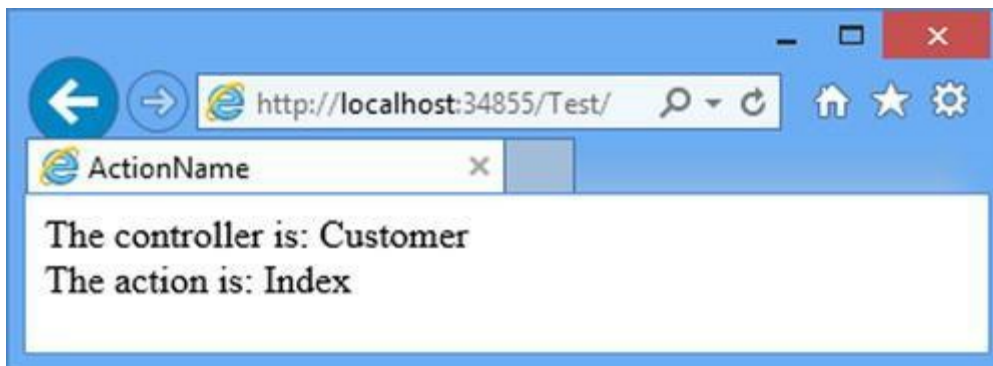 http://localhost:34855/Test/
ActionName
The controller is: Customer
The action is: Index